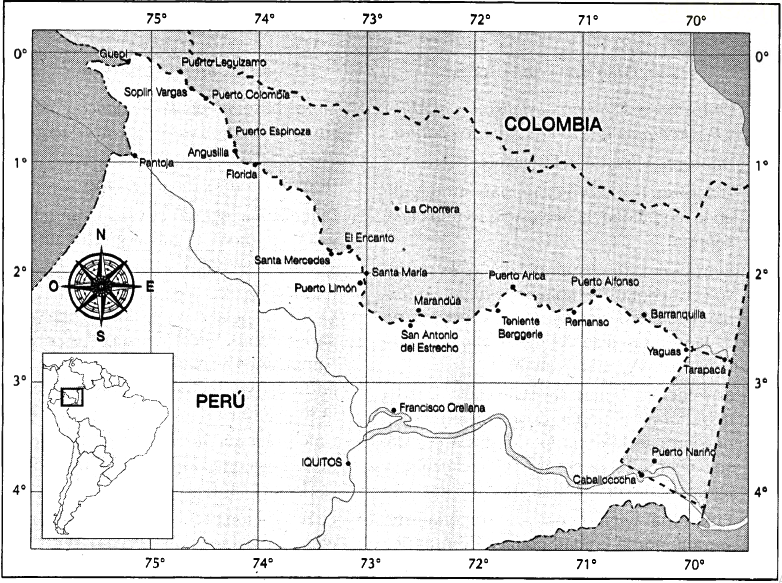 75° 74° 73° 72° 71° 70°
0° 0°
Güepí
Puerto Leguízamo
Soplín Vargas
Puerto Colombia
COLOMBIA
Puerto Espinoza
Angusilla
1° 1°
Pantoja
Florida
La Chorrera
N
El Encanto
Santa Mercedes
O E
2° 2°
Santa María
Puerto Arica
Puerto Alfonso
Puerto Limón
Marandúa
Barranquilla
S
San Antonio
del Estrecho
Teniente
Berggerie
Remanso
Yaguas
Tarapacá
3° 3°
PERÚ
Francisco Orellana
Puerto Nariño
IQUITOS
Caballococha
4° 4°
75° 74° 73° 72° 71° 70°